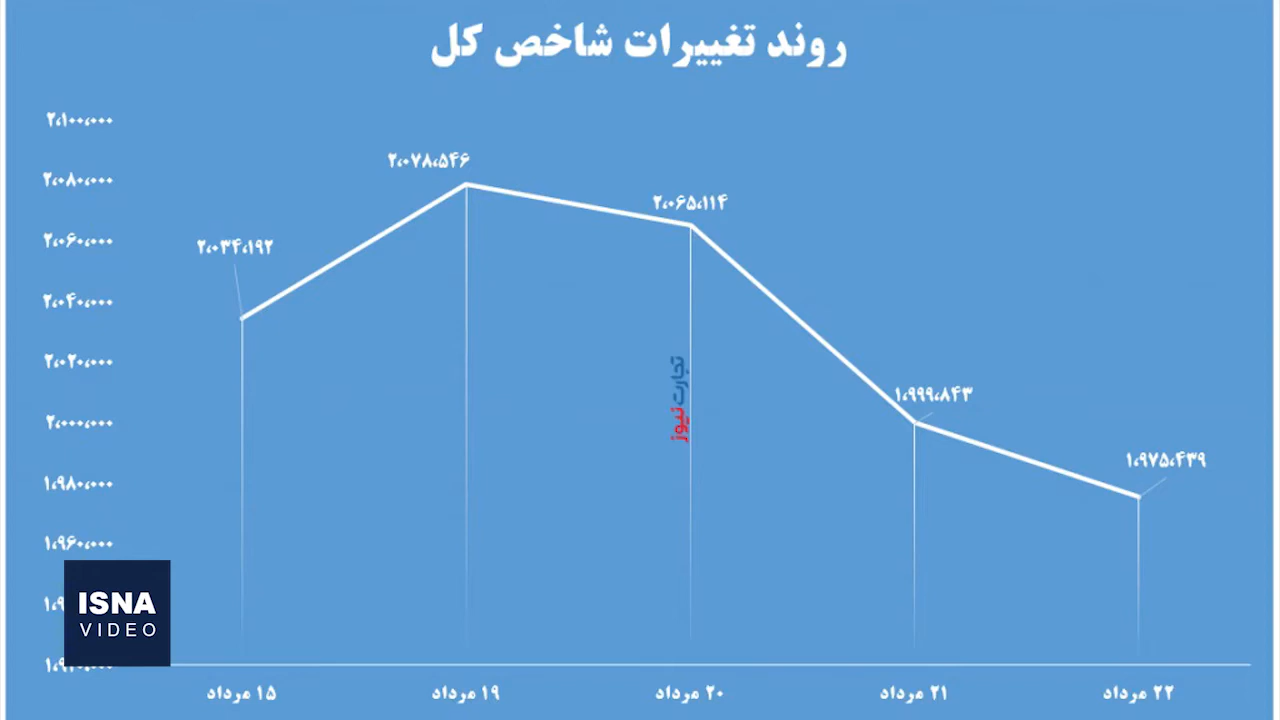 روند تغییرات شاخص کل
۲،۱۰۰،۰۰۰
۲،۰۸۰،۰۰۰
۲،۰۶۰،۰۰۰
۲،۰۴۰،۰۰۰
۲،۰۲۰،۰۰۰
۲،۰۰۰،۰۰۰
۱،۹۸۰،۰۰۰
۱،۹۶۰،۰۰۰
۲،۰۳۴،۱۹۲
۲،۰۷۸،۵۴۶
۲،۰۶۵،۱۱۴
۱،۹۹۹،۸۴۳
۱،۹۷۵،۴۳۹
تجارت‌نیوز
ISNA
VIDEO
۱۵ مرداد
۱۹ مرداد
۲۰ مرداد
۲۱ مرداد
۲۲ مرداد